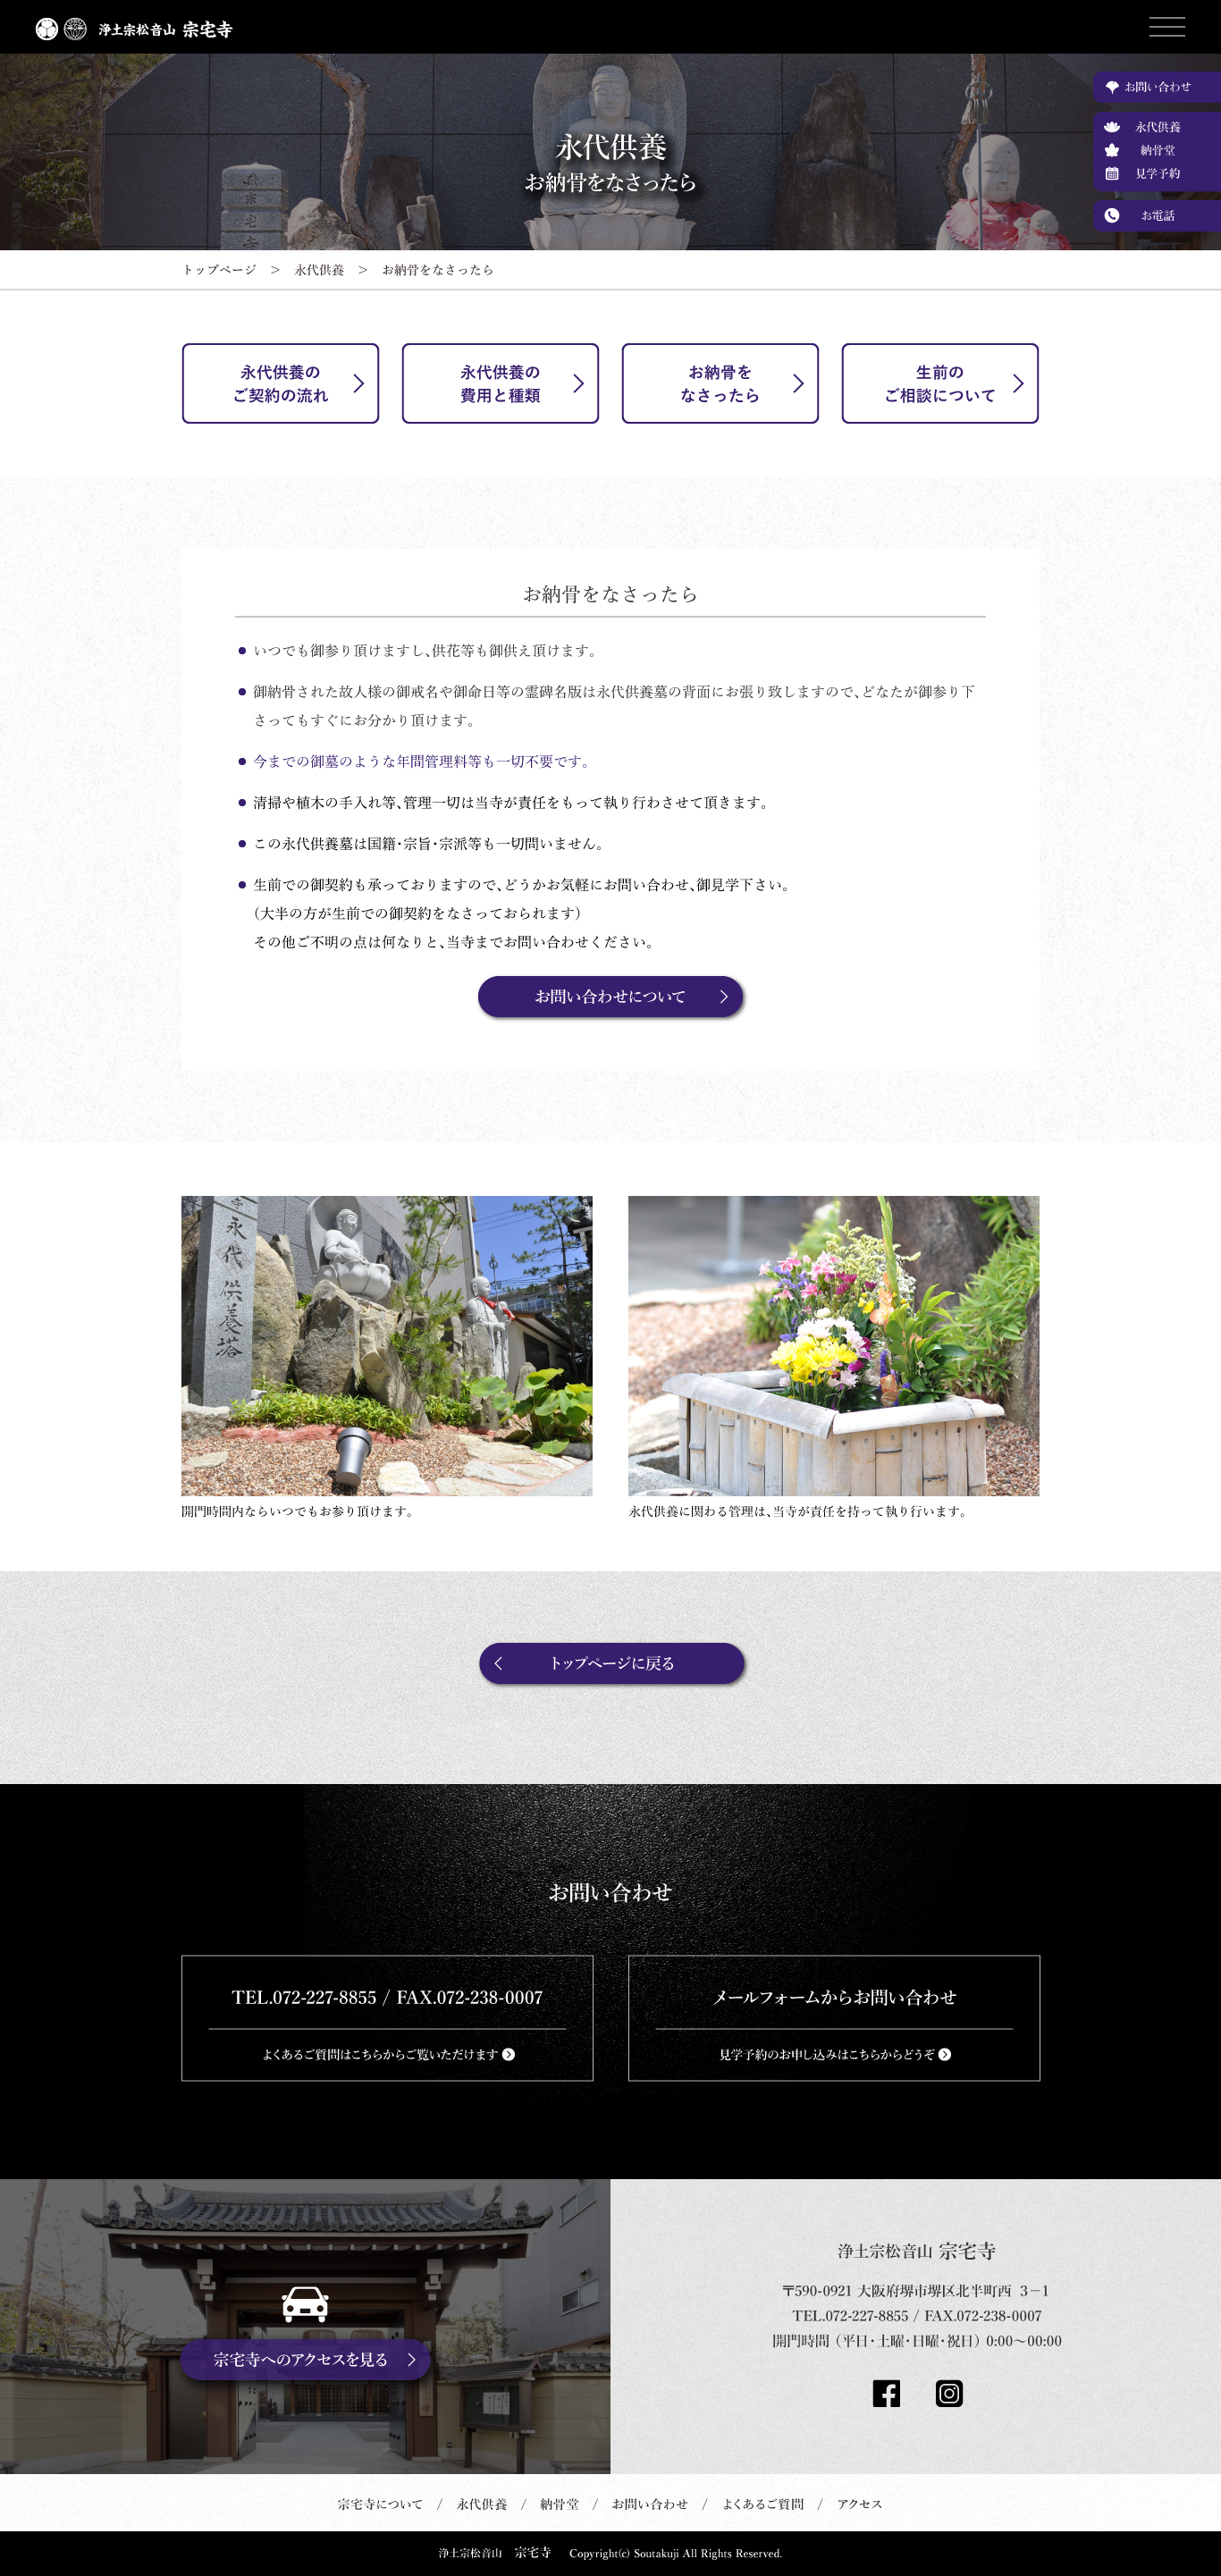 浄土宗松音山 宗宅寺
永代供養
お納骨をなさったら
お問い合わせ
永代供養
納骨堂
見学予約
お電話
トップページ > 永代供養 > お納骨をなさったら
永代供養の
ご契約の流れ
永代供養の
費用と種類
お納骨を
なさったら
生前の
ご相談について
お納骨をなさったら
いつでも御参り頂けますし、供花等も御供え頂けます。
御納骨された故人様の御戒名や御命日等の霊碑名版は永代供養墓の背面にお張り致しますので、どなたが御参り下
さってもすぐにお分かり頂けます。
今までの御墓のような年間管理料等も一切不要です。
清掃や植木の手入れ等、管理一切は当寺が責任をもって執り行わさせて頂きます。
この永代供養墓は国籍・宗旨・宗派等も一切問いません。
生前での御契約も承っておりますので、どうかお気軽にお問い合わせ、御見学下さい。
（大半の方が生前での御契約をなさっておられます）
その他ご不明の点は何なりと、当寺までお問い合わせください。
お問い合わせについて
永代供養塔
開門時間内ならいつでもお参り頂けます。
永代供養に関わる管理は、当寺が責任を持って執り行います。
トップページに戻る
お問い合わせ
TEL.072-227-8855 / FAX.072-238-0007
よくあるご質問はこちらからご覧いただけます
メールフォームからお問い合わせ
見学予約のお申し込みはこちらからどうぞ
宗宅寺へのアクセスを見る
浄土宗松音山 宗宅寺
〒590-0921 大阪府堺市堺区北半町西 3－1
TEL.072-227-8855 / FAX.072-238-0007
開門時間（平日・土曜・日曜・祝日）0:00〜00:00
宗宅寺について / 永代供養 / 納骨堂 / お問い合わせ / よくあるご質問 / アクセス
浄土宗松音山 宗宅寺 Copyright(c) Soutakuji All Rights Reserved.